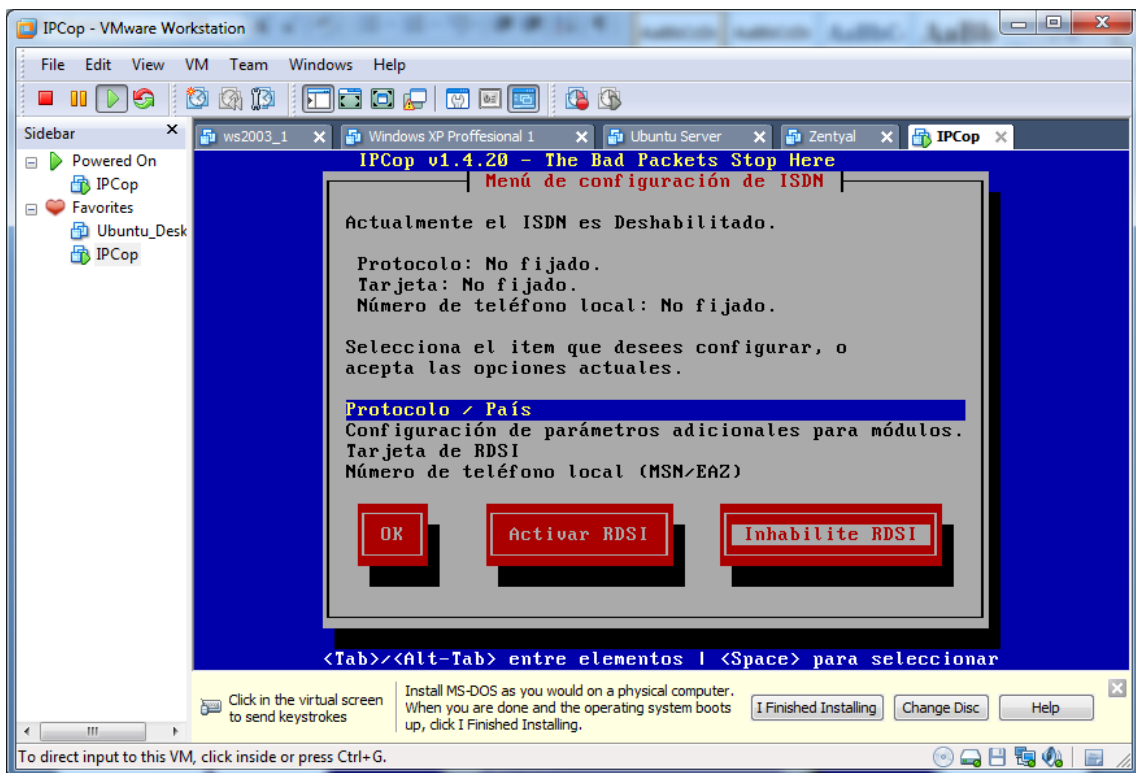 IPCop - VMware Workstation
File Edit View VM Team Windows Help
Sidebar x
Powered On
IPCop
Favorites
Ubuntu_Desk
IPCop
ws2003_1 x Windows XP Proffesional 1 x Ubuntu Server x Zentyal x IPCop x
IPCop v1.4.20 - The Bad Packets Stop Here
Menú de configuración de ISDN
Actualmente el ISDN es Deshabilitado.
Protocolo: No fijado.
Tarjeta: No fijado.
Número de teléfono local: No fijado.
Selecciona el item que desees configurar, o
acepta las opciones actuales.
Protocolo / País
Configuración de parámetros adicionales para módulos.
Tarjeta de RDSI
Número de teléfono local (MSN/EAZ)
OK Activar RDSI Inhabilite RDSI
<Tab>/<Alt-Tab> entre elementos | <Space> para seleccionar
Click in the virtual screen
to send keystrokes
Install MS-DOS as you would on a physical computer.
When you are done and the operating system boots
up, click I Finished Installing.
I Finished Installing Change Disc Help
To direct input to this VM, click inside or press Ctrl+G.